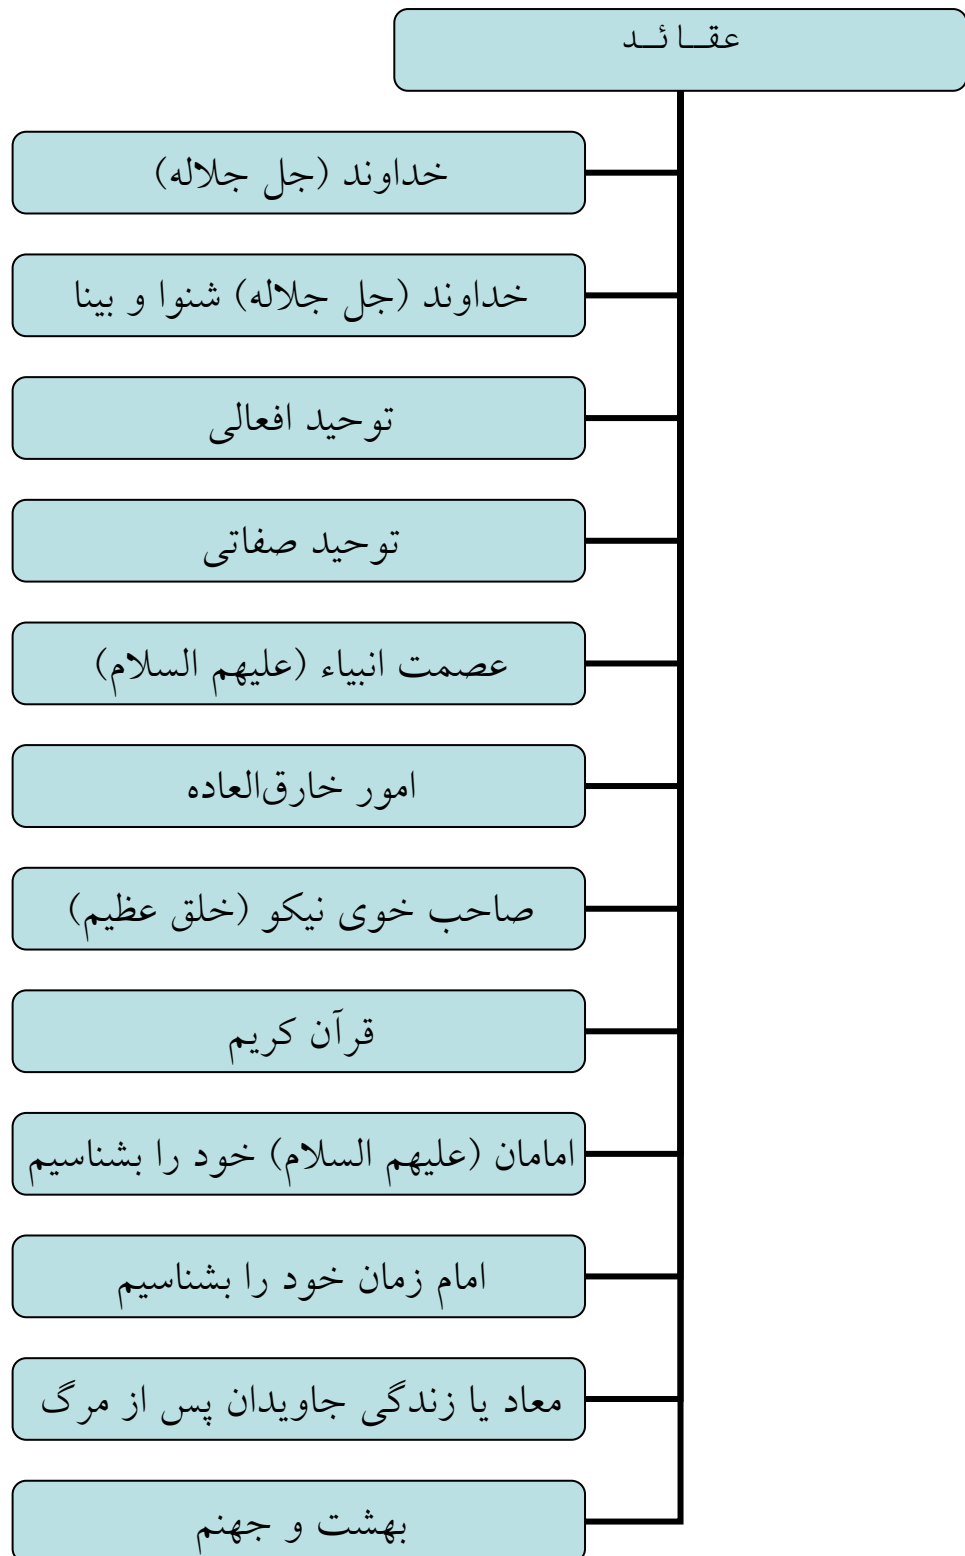 عقــائــد
خداوند (جل جلاله)
خداوند (جل جلاله) شنوا و بینا
توحید افعالی
توحید صفاتی
عصمت انبیاء (علیهم السلام)
امور خارق‌العاده
صاحب خوی نیکو (خلق عظیم)
قرآن کریم
امامان (علیهم السلام) خود را بشناسیم
امام زمان خود را بشناسیم
معاد یا زندگی جاویدان پس از مرگ
بهشت و جهنم